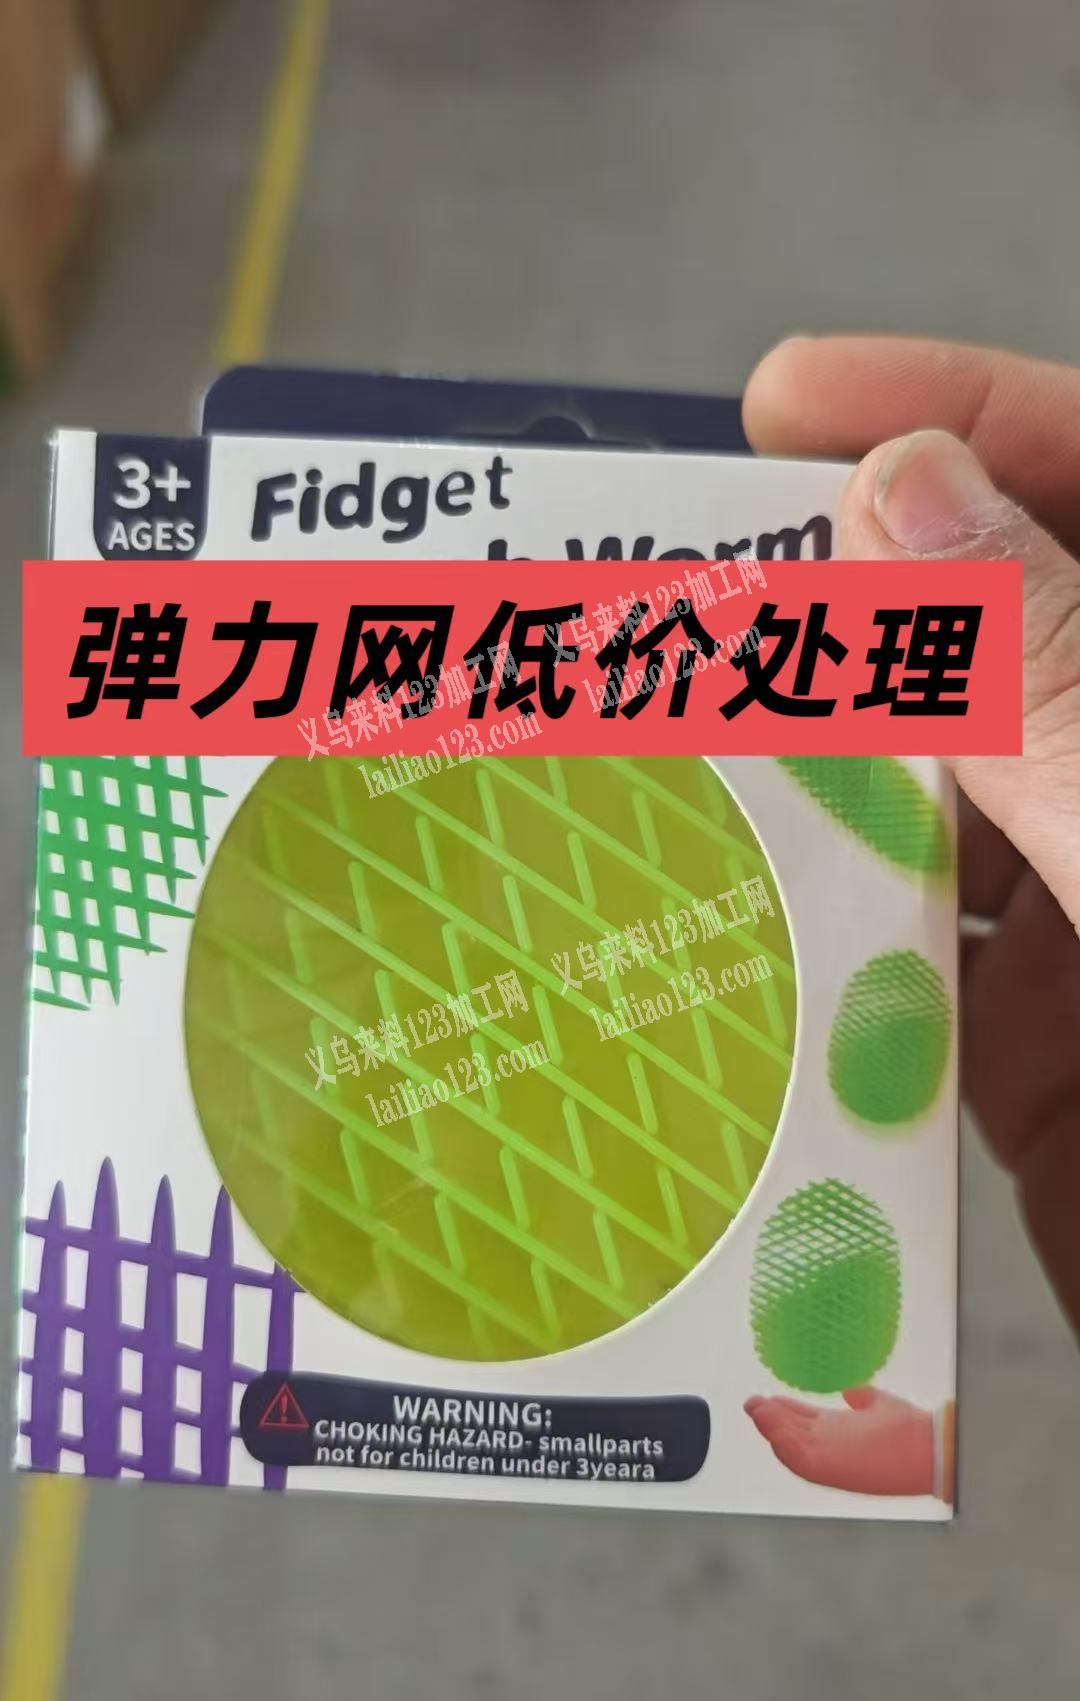 3+
AGES
Fidget
Worm
弹力网低价处理
义乌来料123加工网
lailiao123.com
义乌来料123加工网
lailiao123.com
义乌来料123加工网
lailiao123.com
义乌来料123加工网
lailiao123.com
WARNING:
CHOKING HAZARD- smallparts
not for children under 3yeara